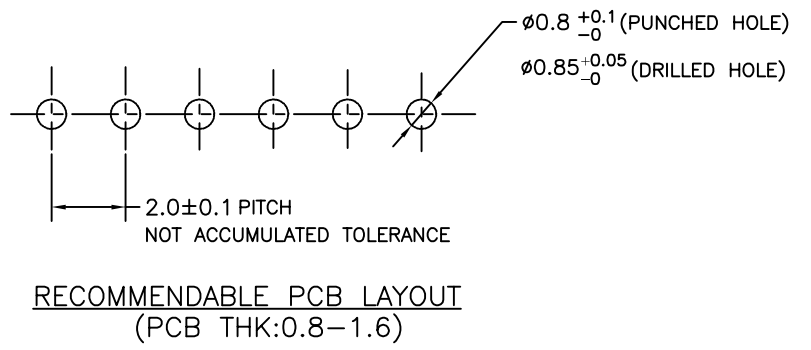 ø0.8 +0.1 -0 (PUNCHED HOLE)
ø0.85 +0.05 -0 (DRILLED HOLE)
2.0±0.1 PITCH
NOT ACCUMULATED TOLERANCE
RECOMMENDABLE PCB LAYOUT
(PCB THK:0.8-1.6)